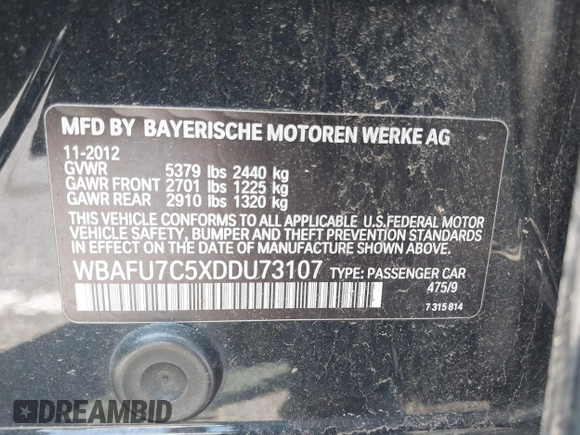 MFD BY BAYERISCHE MOTOREN WERKE AG
11-2012
GVWR 5379 lbs 2440 kg
GAWR FRONT 2701 lbs 1225 kg
GAWR REAR 2910 lbs 1320 kg
THIS VEHICLE CONFORMS TO ALL APPLICABLE U.S.FEDERAL MOTOR
VEHICLE SAFETY, BUMPER AND THEFT PREVENTION STANDARDS
IN EFFECT ON THE DATE OF MANUFACTURE SHOWN ABOVE.
WBAFU7C5XDDU73107 TYPE: PASSENGER CAR
475/9
7 315 814
DREAMBID